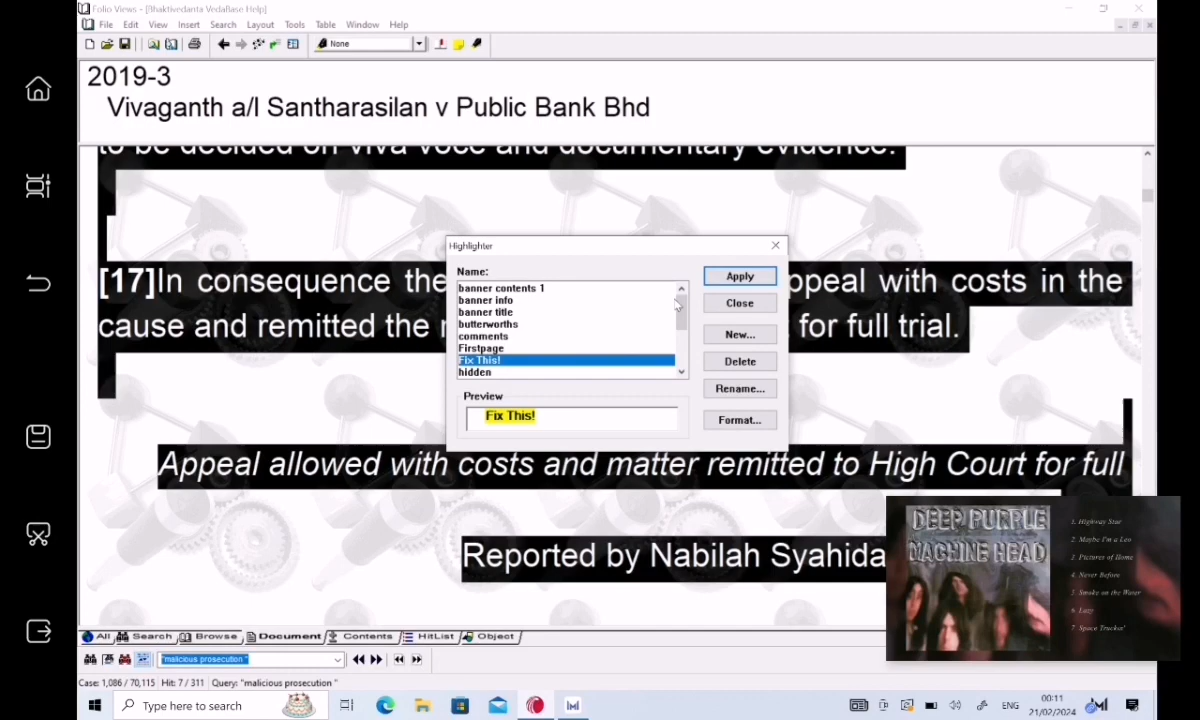 Folio Views - [Bhaktivedanta VedaBase Help]
File Edit View Insert Search Layout Tools Table Window Help
None
2019-3
Vivaganth a/l Santharasilan v Public Bank Bhd
to be decided on viva voce and documentary evidence.
[17]In consequence the
ppeal with costs in the
cause and remitted the
for full trial.
Highlighter
Name:
banner contents 1
banner info
banner title
butterworths
comments
Firstpage
Fix This!
hidden
Apply
Close
New...
Delete
Rename...
Format...
Preview
Fix This!
Appeal allowed with costs and matter remitted to High Court for full
Reported by Nabilah Syahida
DEEP PURPLE
MACHINE HEAD
1. Highway Star
2. Maybe I'm a Leo
3. Pictures of Home
4. Never Before
5. Smoke on the Water
6. Lazy
7. Space Truckin'
All Search Browse Document Contents HitList Object
"malicious prosecution "
Case: 1,086 / 70,115 Hit: 7 / 311 Query: "malicious prosecution "
Type here to search
ENG
00:11
21/02/2024